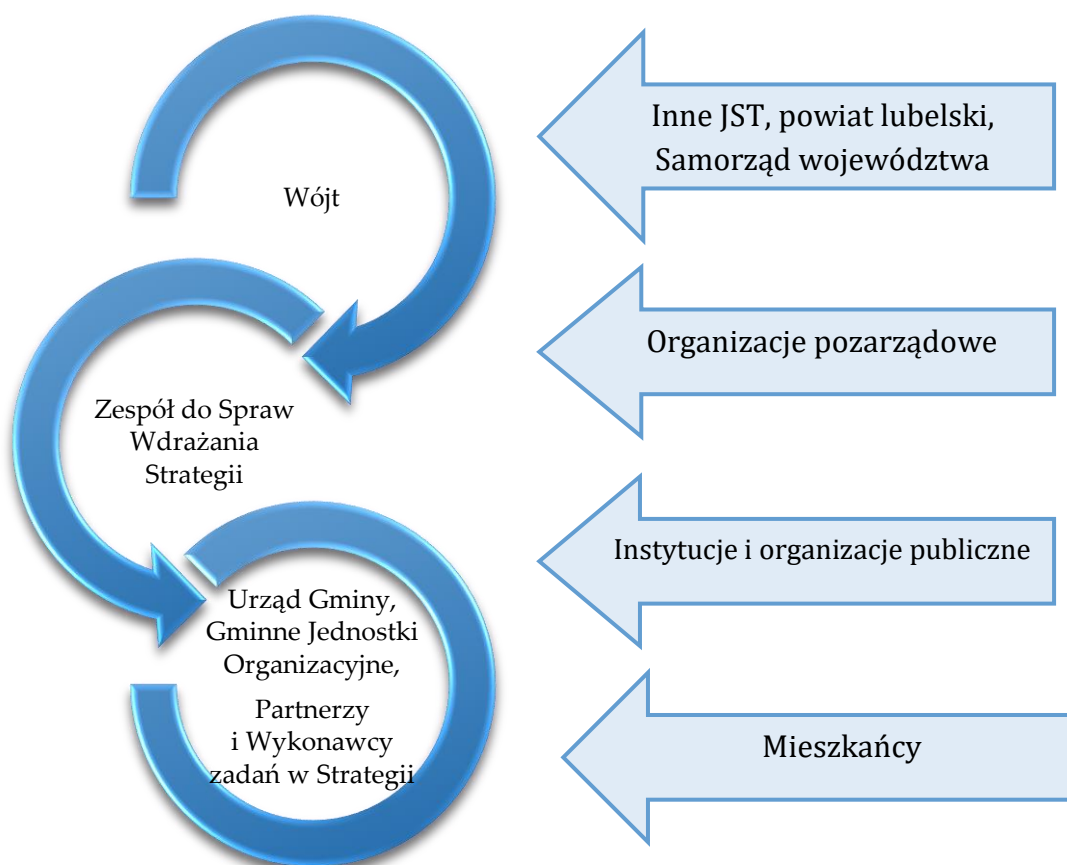 Wójt
Zespół do Spraw
Wdrażania
Strategii
Urząd Gminy,
Gminne Jednostki
Organizacyjne,
Partnerzy
i Wykonawcy
zadań w Strategii
Inne JST, powiat lubelski,
Samorząd województwa
Organizacje pozarządowe
Instytucje i organizacje publiczne
Mieszkańcy